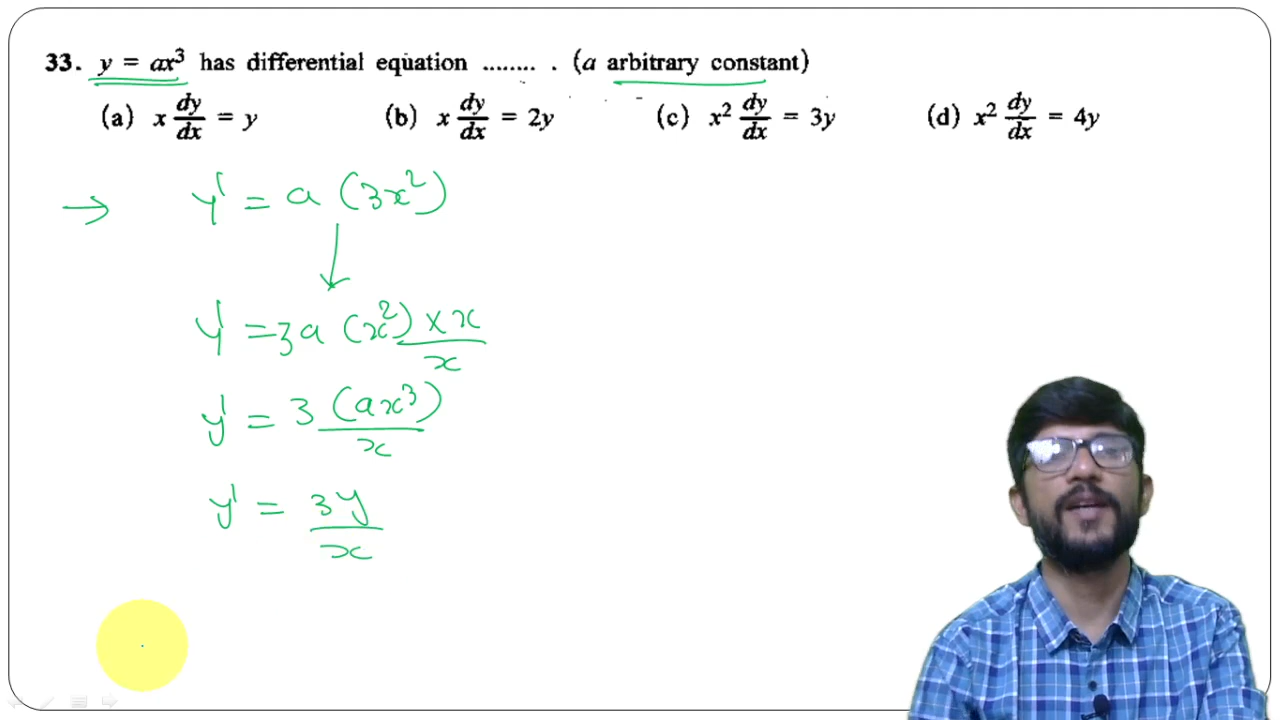 33. y = ax³ has differential equation ........ . (a arbitrary constant)
(a) x dy/dx = y (b) x dy/dx = 2y (c) x² dy/dx = 3y (d) x² dy/dx = 4y
→ y' = a (3x²)
↓
y' = 3a (x²) × x/x
y' = 3 (ax³)/x
y' = 3y/x